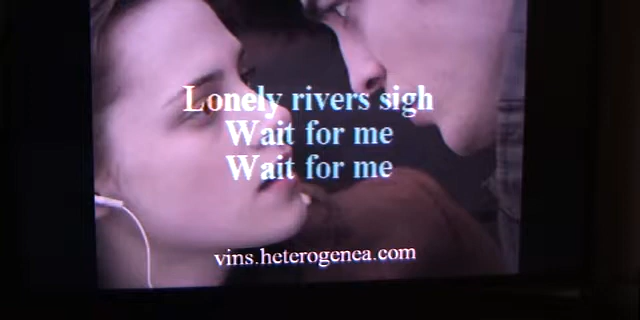 Lonely rivers sigh
Wait for me
Wait for me
vins.heterogenea.com